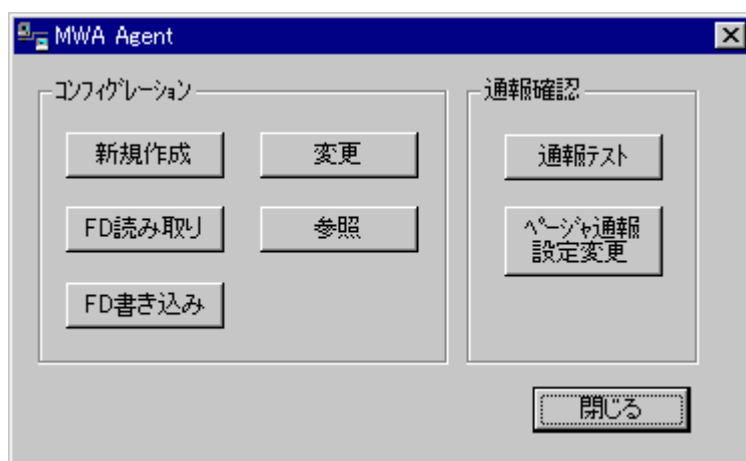 MWA Agent
ｺﾝﾌｨｸﾞﾚｰｼｮﾝ
新規作成
変更
FD読み取り
参照
FD書き込み
通報確認
通報ﾃｽﾄ
ﾍﾟｰｼﾞｬ通報
設定変更
閉じる